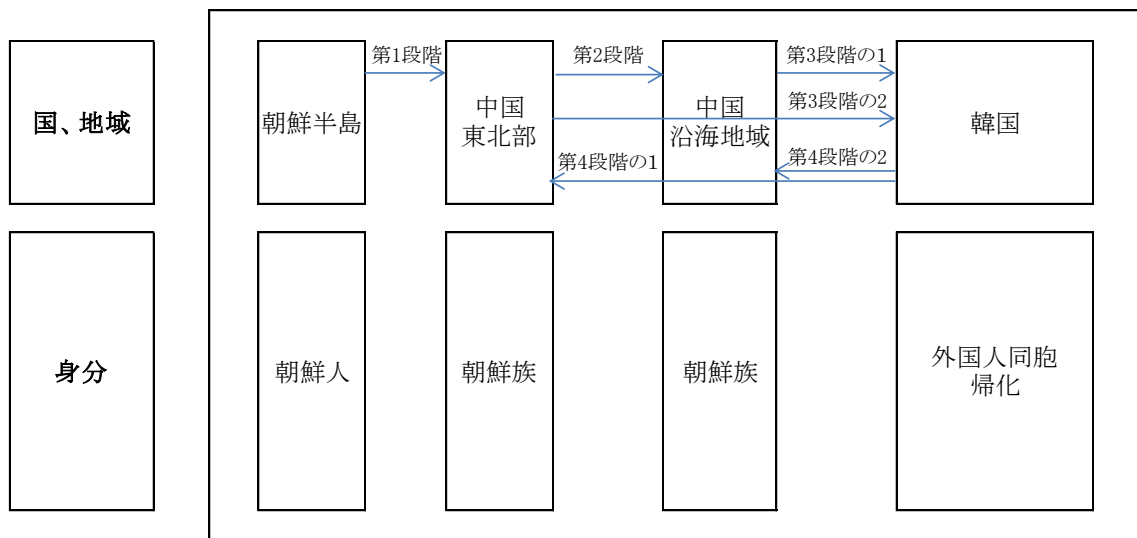 第1段階
第2段階
第3段階の1
国、地域
朝鮮半島
中国
東北部
中国
沿海地域
第3段階の2
韓国
第4段階の1
第4段階の2
身分
朝鮮人
朝鮮族
朝鮮族
外国人同胞
帰化